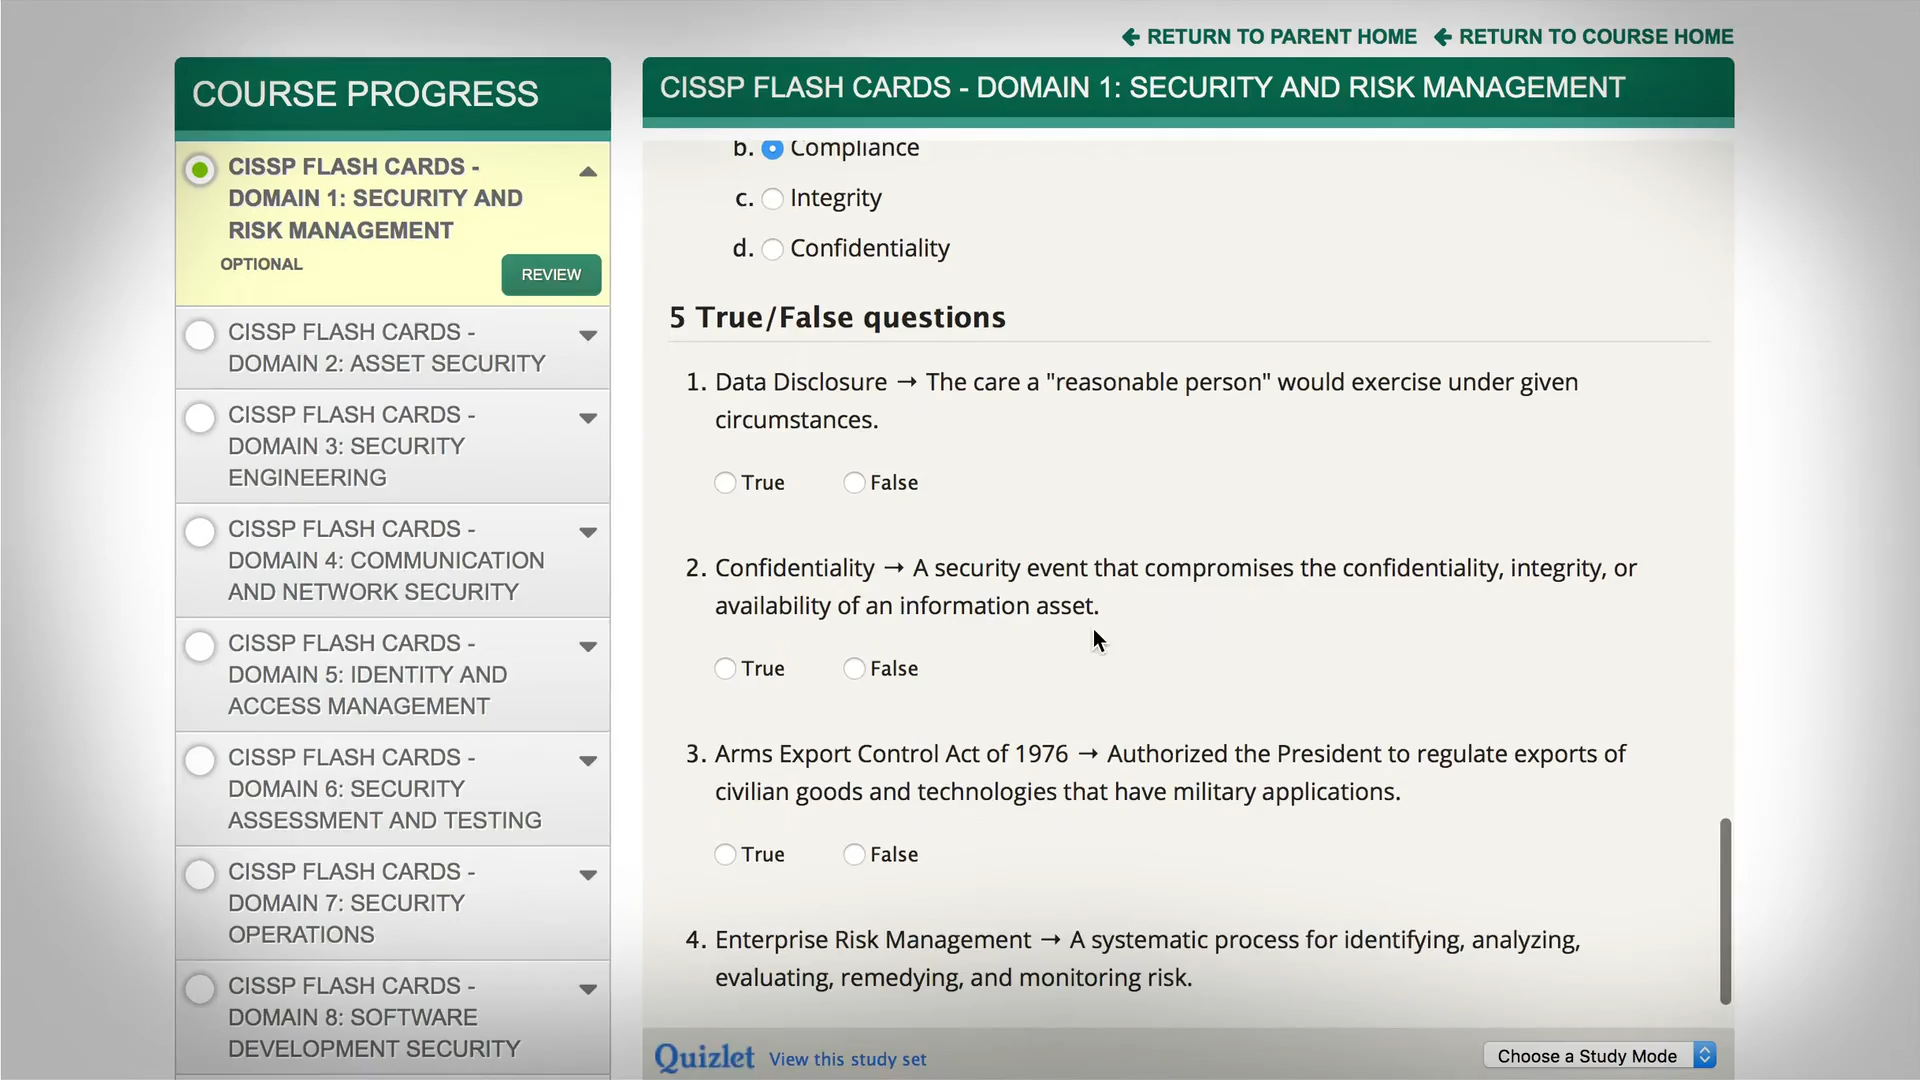 RETURN TO PARENT HOME RETURN TO COURSE HOME
COURSE PROGRESS
CISSP FLASH CARDS -
DOMAIN 1: SECURITY AND
RISK MANAGEMENT
OPTIONAL
REVIEW
CISSP FLASH CARDS -
DOMAIN 2: ASSET SECURITY
CISSP FLASH CARDS -
DOMAIN 3: SECURITY
ENGINEERING
CISSP FLASH CARDS -
DOMAIN 4: COMMUNICATION
AND NETWORK SECURITY
CISSP FLASH CARDS -
DOMAIN 5: IDENTITY AND
ACCESS MANAGEMENT
CISSP FLASH CARDS -
DOMAIN 6: SECURITY
ASSESSMENT AND TESTING
CISSP FLASH CARDS -
DOMAIN 7: SECURITY
OPERATIONS
CISSP FLASH CARDS -
DOMAIN 8: SOFTWARE
DEVELOPMENT SECURITY
CISSP FLASH CARDS - DOMAIN 1: SECURITY AND RISK MANAGEMENT
b. Compliance
c. Integrity
d. Confidentiality
5 True/False questions
1. Data Disclosure → The care a "reasonable person" would exercise under given
circumstances.
True False
2. Confidentiality → A security event that compromises the confidentiality, integrity, or
availability of an information asset.
True False
3. Arms Export Control Act of 1976 → Authorized the President to regulate exports of
civilian goods and technologies that have military applications.
True False
4. Enterprise Risk Management → A systematic process for identifying, analyzing,
evaluating, remedying, and monitoring risk.
Quizlet View this study set Choose a Study Mode